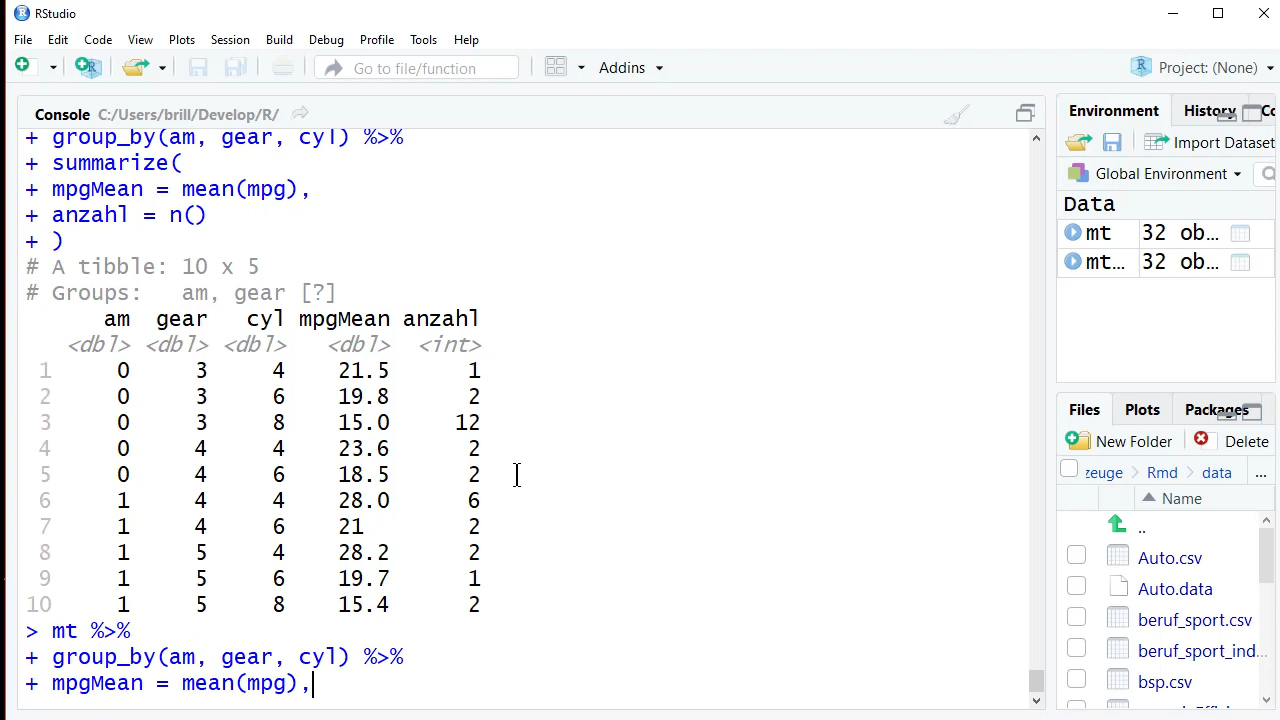 RStudio
File Edit Code View Plots Session Build Debug Profile Tools Help
Go to file/function
Addins
Project: (None)
Console C:/Users/brill/Develop/R/
+ group_by(am, gear, cyl) %>%
+ summarize(
+ mpgMean = mean(mpg),
+ anzahl = n()
+ )
# A tibble: 10 x 5
# Groups: am, gear [?]
am gear cyl mpgMean anzahl
<dbl> <dbl> <dbl> <dbl> <int>
1 0 3 4 21.5 1
2 0 3 6 19.8 2
3 0 3 8 15.0 12
4 0 4 4 23.6 2
5 0 4 6 18.5 2
6 1 4 4 28.0 6
7 1 4 6 21 2
8 1 5 4 28.2 2
9 1 5 6 19.7 1
10 1 5 8 15.4 2
> mt %>%
+ group_by(am, gear, cyl) %>%
+ mpgMean = mean(mpg),
Environment History Co
Import Dataset
Global Environment
Data
mt 32 ob...
mt... 32 ob...
Files Plots Packages
New Folder Delete
zeuge Rmd data ...
Name
..
Auto.csv
Auto.data
beruf_sport.csv
beruf_sport_ind...
bsp.csv